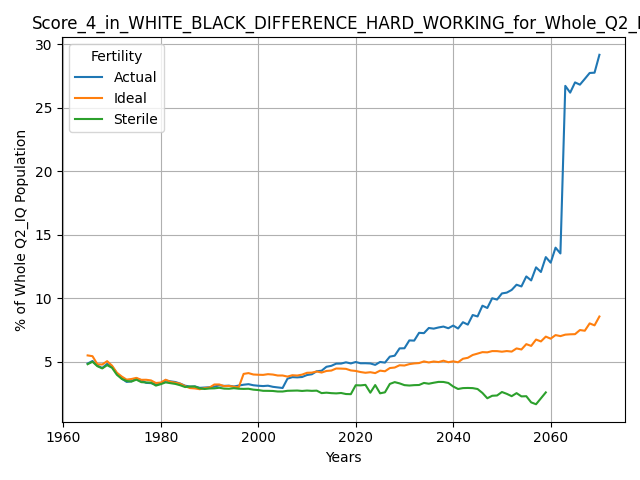 Score_4_in_WHITE_BLACK_DIFFERENCE_HARD_WORKING_for_Whole_Q2_I
Fertility
Actual
Ideal
Sterile
% of Whole Q2_IQ Population
30
25
20
15
10
5
1960
1980
2000
2020
2040
2060
Years